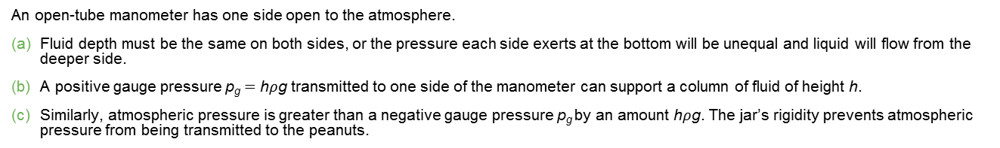 An open-tube manometer has one side open to the atmosphere.
(a) Fluid depth must be the same on both sides, or the pressure each side exerts at the bottom will be unequal and liquid will flow from the
deeper side.
(b) A positive gauge pressure p_g = hρg transmitted to one side of the manometer can support a column of fluid of height h.
(c) Similarly, atmospheric pressure is greater than a negative gauge pressure p_g by an amount hρg. The jar's rigidity prevents atmospheric
pressure from being transmitted to the peanuts.